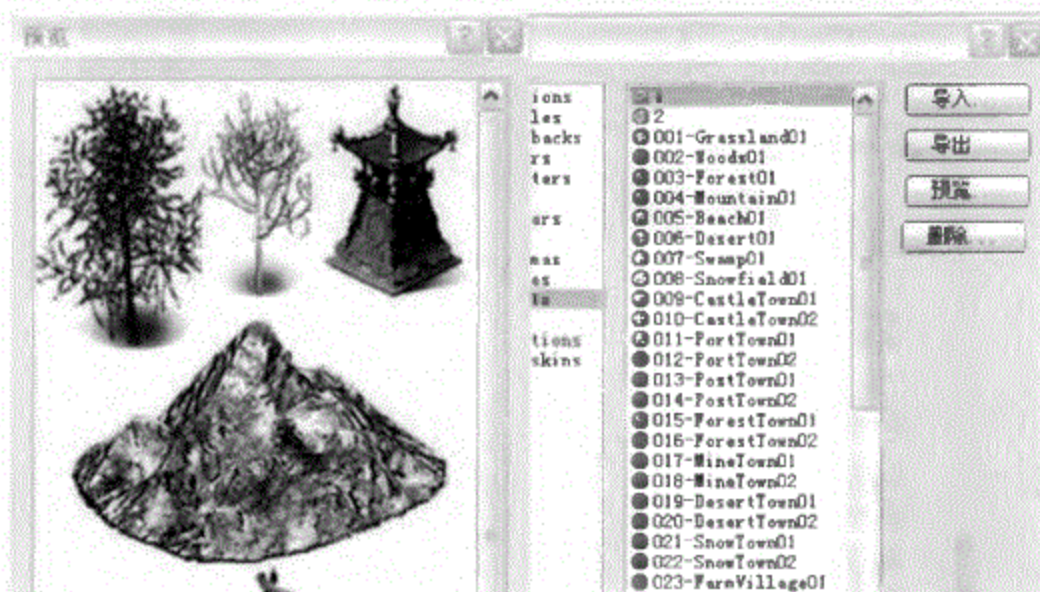 预览
ions
les
backs
rs
ters
ars
mas
es
ls
tions
skins
1
2
001-Grassland01
002-Woods01
003-Forest01
004-Mountain01
005-Beach01
006-Desert01
007-Swamp01
008-Snowfield01
009-CastleTown01
010-CastleTown02
011-PortTown01
012-PortTown02
013-PostTown01
014-PostTown02
015-ForestTown01
016-ForestTown02
017-MineTown01
018-MineTown02
019-DesertTown01
020-DesertTown02
021-SnowTown01
022-SnowTown02
023-FarmVillage01
导入...
导出
预览
删除...